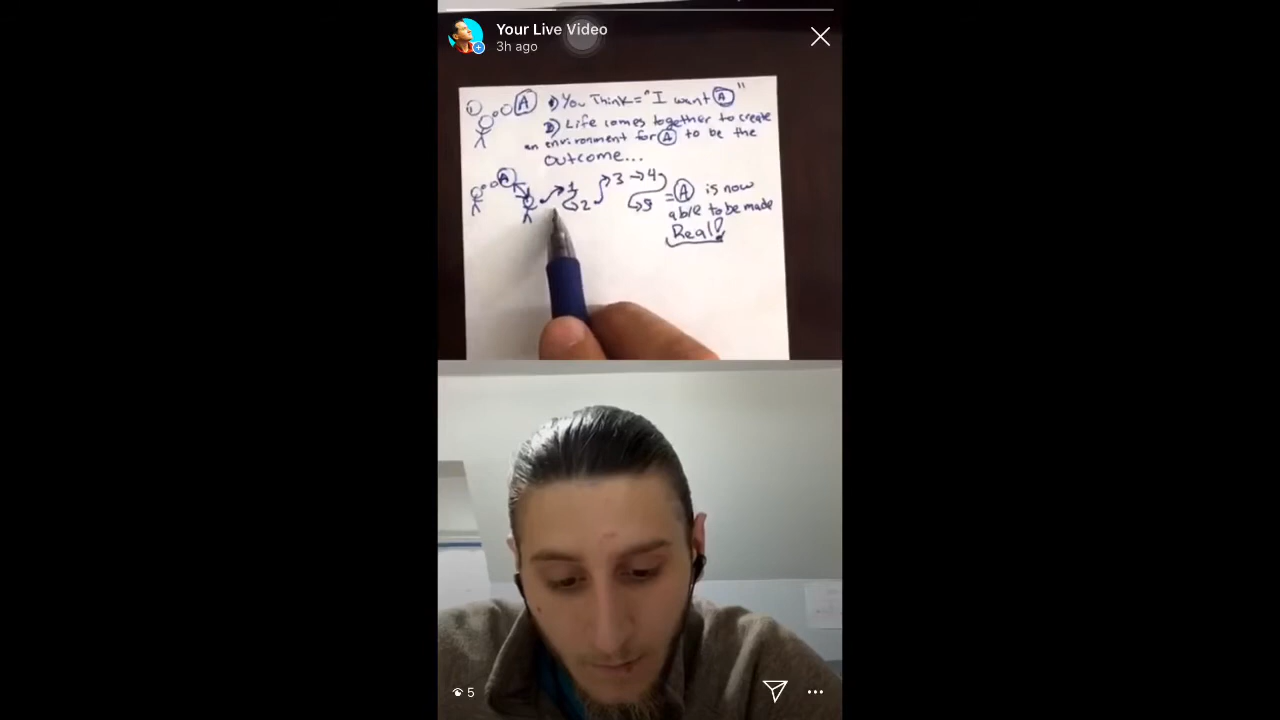 Your Live Video
3h ago
A 1) You Think = "I want A"
2) Life comes together to create
an environment for A to be the
outcome...
A 1 2 3 4 5 = A is now
able to be made
Real!
5